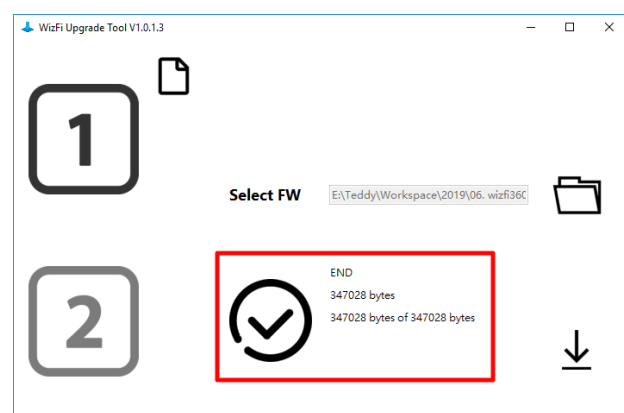 WizFi Upgrade Tool V1.0.1.3
1
Select FW
E:\Teddy\Workspace\2019\06. wizfi360
2
END
347028 bytes
347028 bytes of 347028 bytes